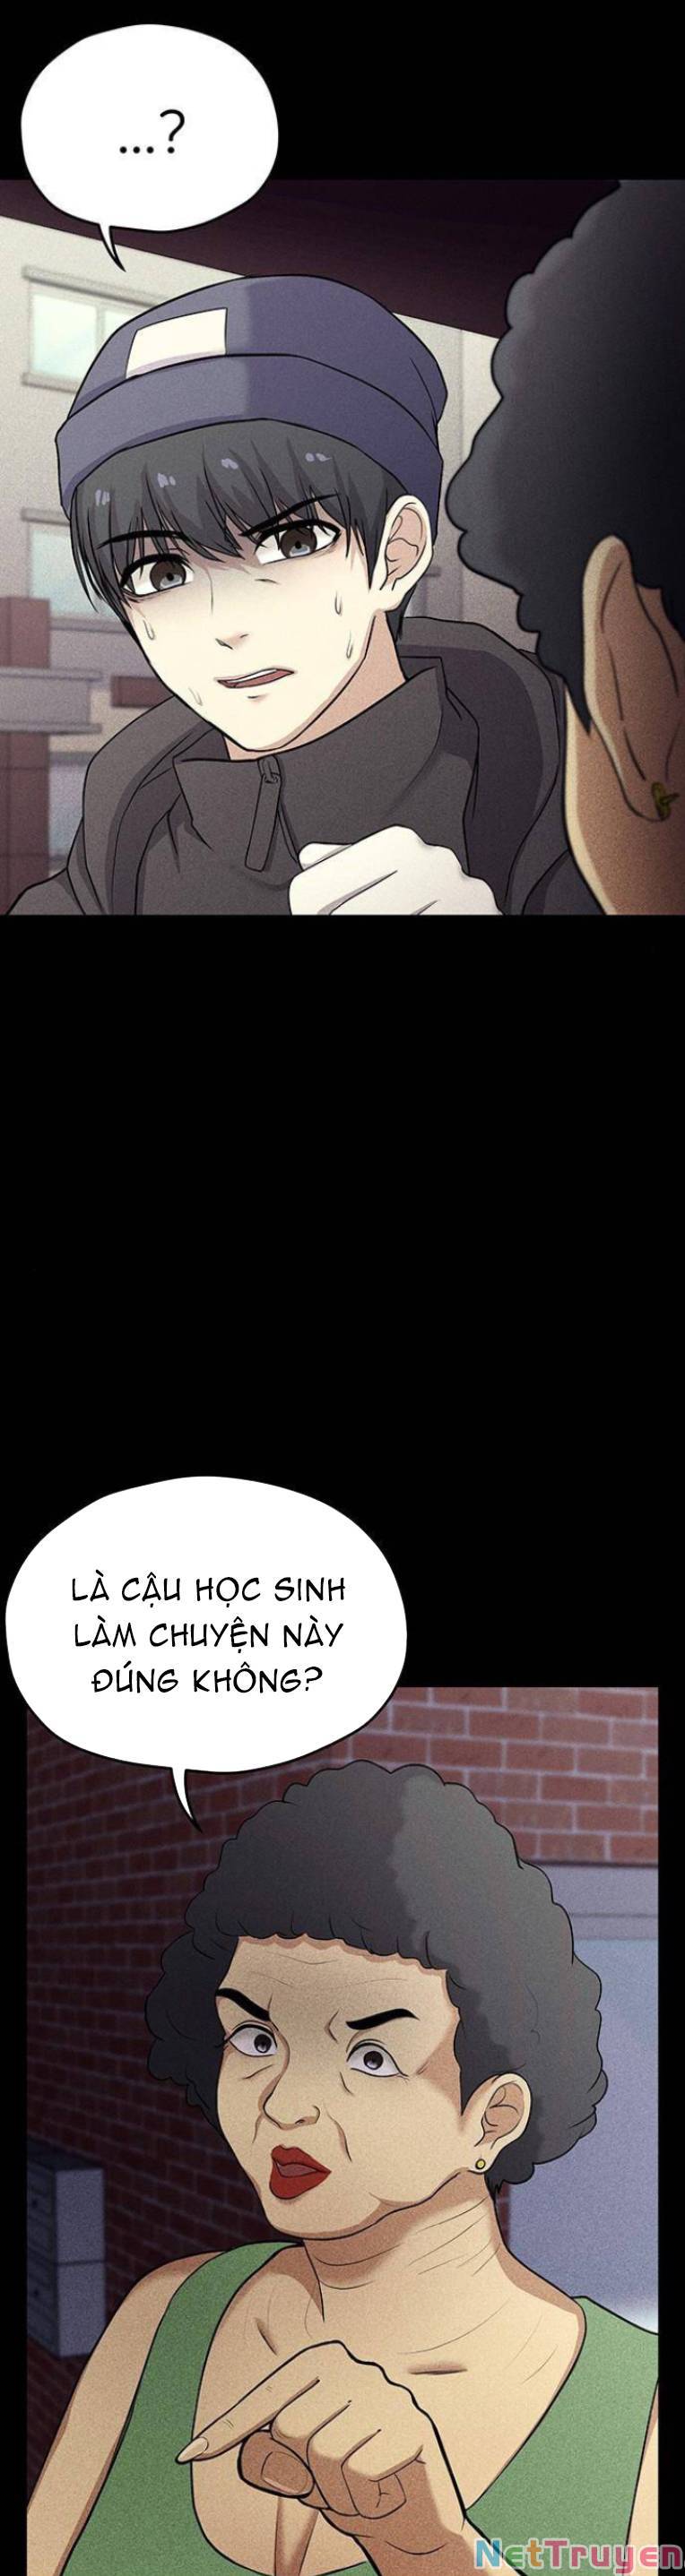 ...?
LÀ CẬU HỌC SINH
LÀM CHUYỆN NÀY
ĐÚNG KHÔNG?
NetTruyen